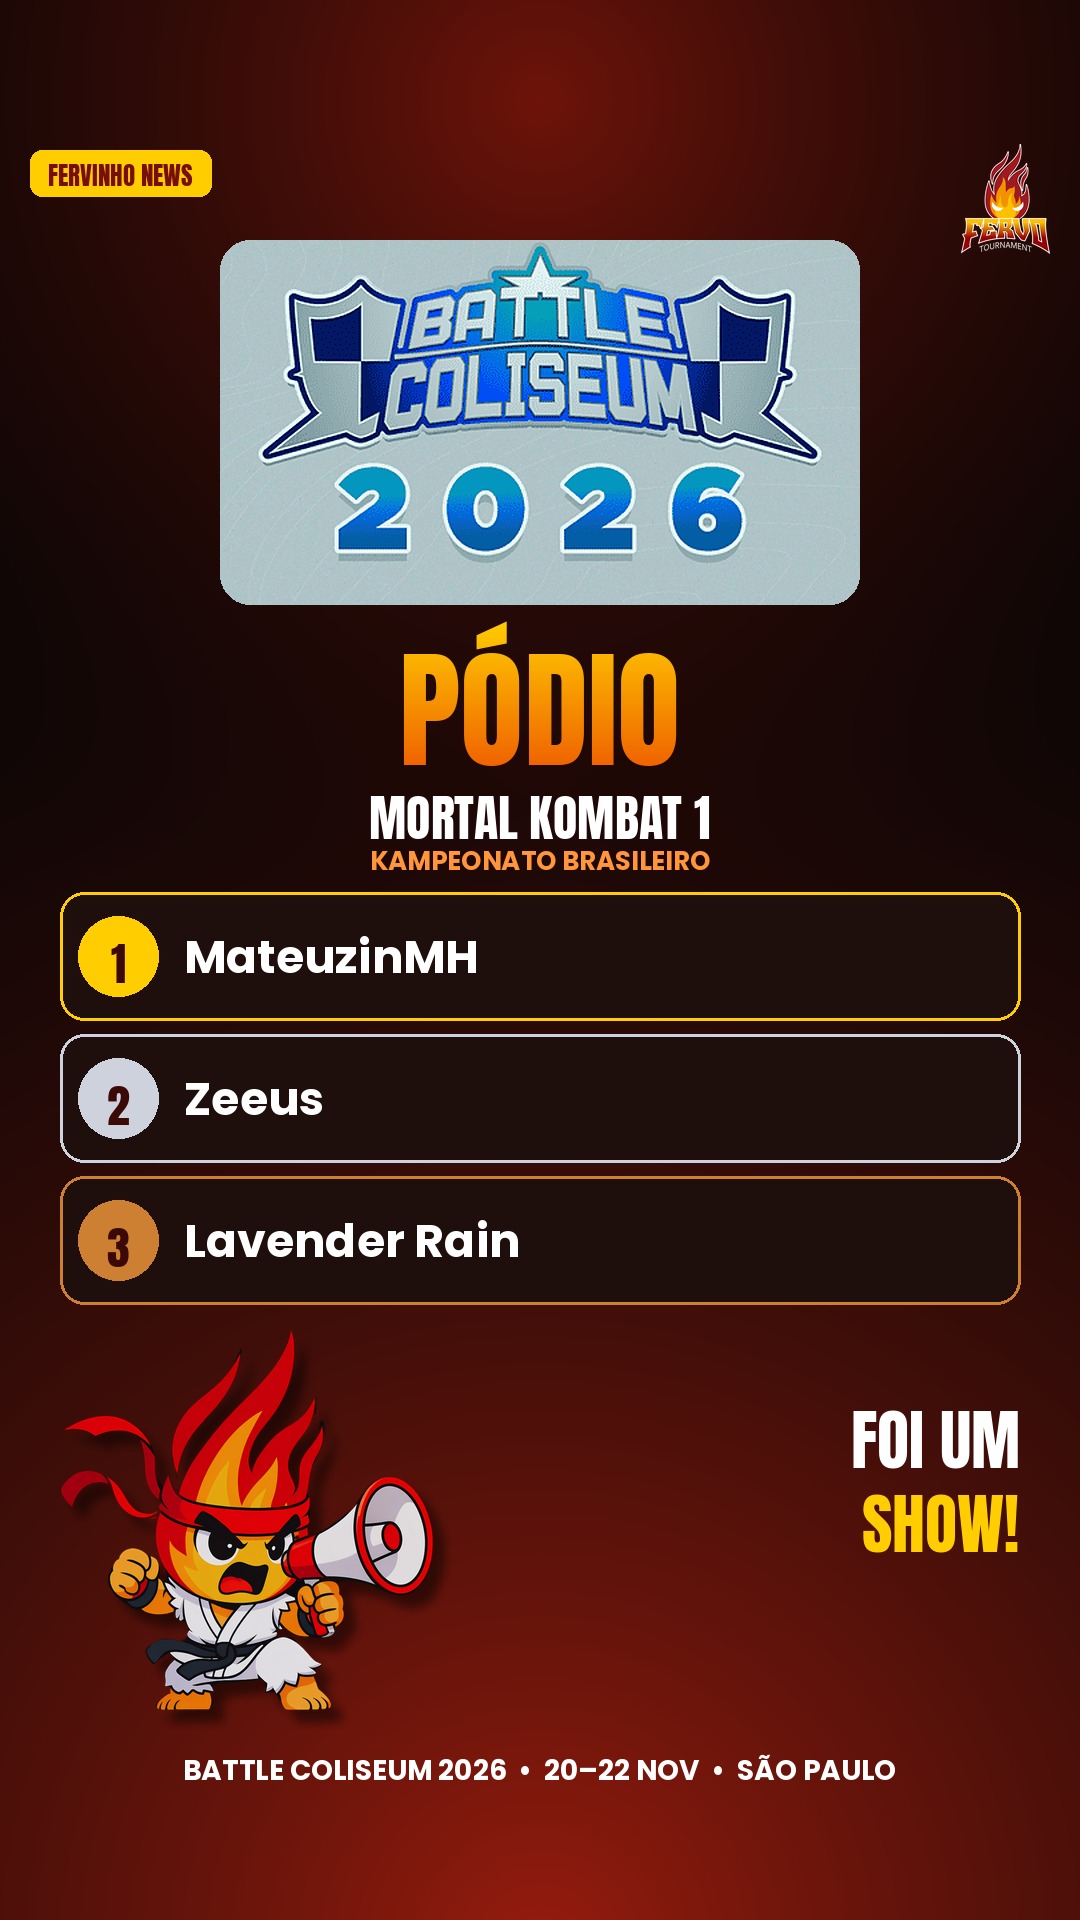 FERVINHO NEWS
FERVO
TOURNAMENT
BATTLE
COLISEUM
2026
PÓDIO
MORTAL KOMBAT 1
KAMPEONATO BRASILEIRO
1 MateuzinMH
2 Zeeus
3 Lavender Rain
FOI UM
SHOW!
BATTLE COLISEUM 2026 • 20–22 NOV • SÃO PAULO